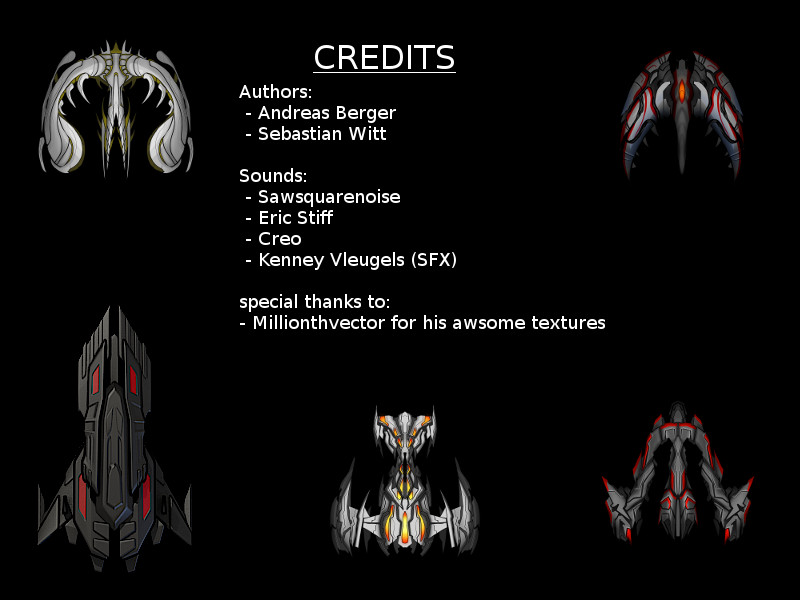 CREDITS
Authors:
- Andreas Berger
- Sebastian Witt
Sounds:
- Sawsquarenoise
- Eric Stiff
- Creo
- Kenney Vleugels (SFX)
special thanks to:
- Millionthvector for his awsome textures